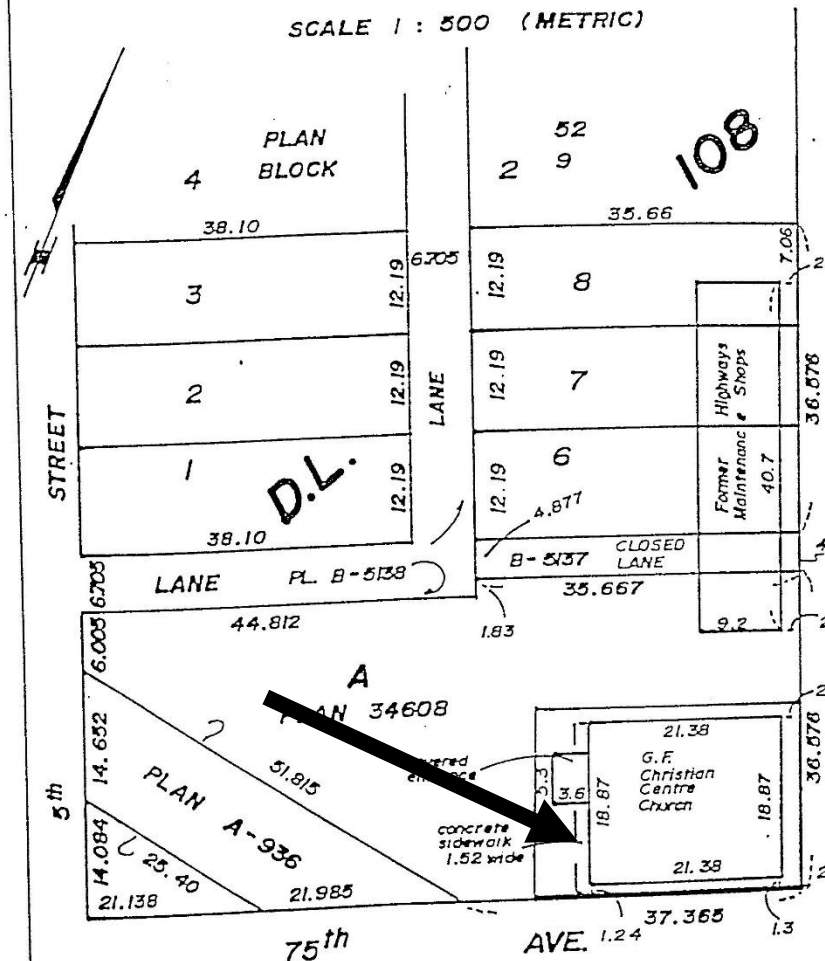 SCALE 1 : 500 (METRIC)
PLAN
BLOCK
52
9
2
108
4
38.10
35.66
7.06
2
3
12.19
6.705
12.19
8
2
12.19
LANE
12.19
7
Highways
Shops
Former
Maintenance
40.7
36.576
STREET
1
D.L.
12.19
12.19
6
4.877
38.10
B-5137
CLOSED
LANE
4
6.705
LANE
PL. B-5138
35.667
44.812
1.83
9.2
2
6.005
A
PLAN 34608
2
36.576
14.652
51.815
covered
entrance
5.3
3.6
21.38
G.F.
Christian
Centre
Church
18.87
18.87
5th
PLAN A-936
concrete
sidewalk
1.52 wide
14.084
25.40
21.38
2
21.138
21.985
37.365
1.24
1.3
75th
AVE.